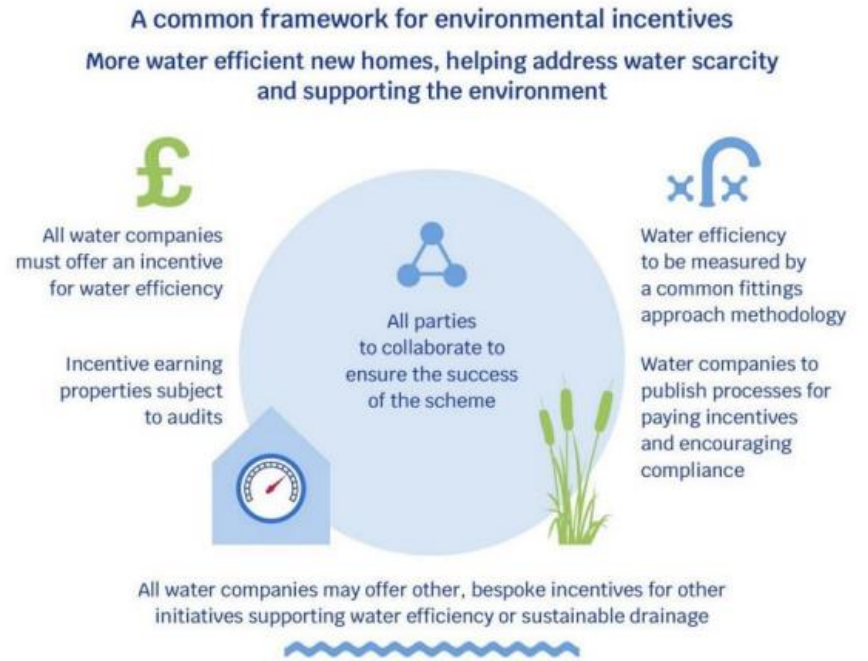 A common framework for environmental incentives
More water efficient new homes, helping address water scarcity
and supporting the environment
£
All water companies
must offer an incentive
for water efficiency
Incentive earning
properties subject
to audits
All parties
to collaborate to
ensure the success
of the scheme
Water efficiency
to be measured by
a common fittings
approach methodology
Water companies to
publish processes for
paying incentives
and encouraging
compliance
All water companies may offer other, bespoke incentives for other
initiatives supporting water efficiency or sustainable drainage